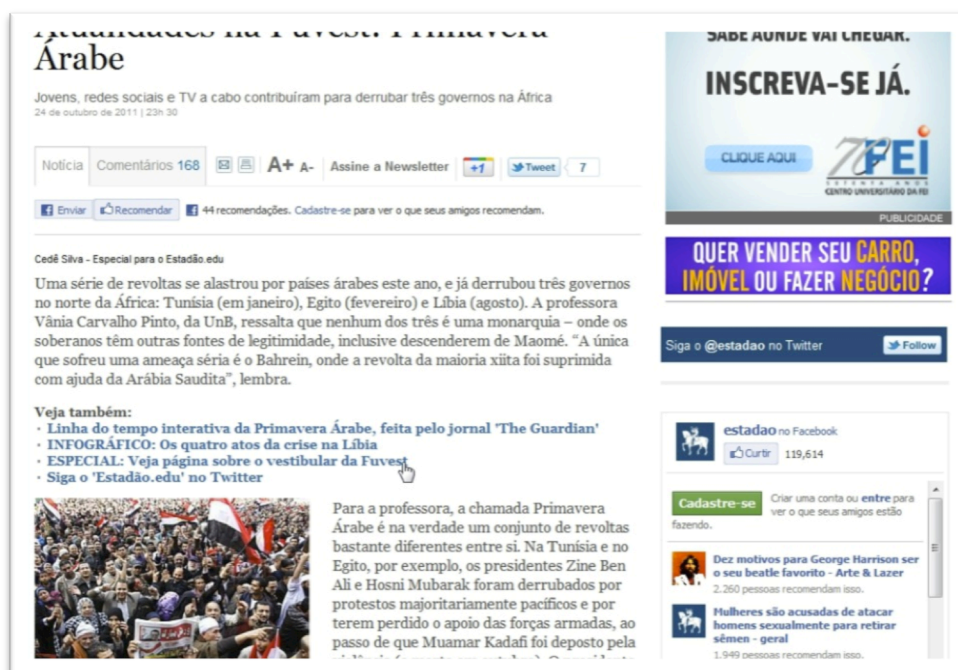 Atualidades na Fuvest: Primavera
Árabe
Jovens, redes sociais e TV a cabo contribuíram para derrubar três governos na África
24 de outubro de 2011 | 23h 30
Notícia Comentários 168 A+ A- Assine a Newsletter +1 Tweet 7
Enviar Recomendar 44 recomendações. Cadastre-se para ver o que seus amigos recomendam.
Cedê Silva - Especial para o Estadão.edu
Uma série de revoltas se alastrou por países árabes este ano, e já derrubou três governos
no norte da África: Tunísia (em janeiro), Egito (fevereiro) e Líbia (agosto). A professora
Vânia Carvalho Pinto, da UnB, ressalta que nenhum dos três é uma monarquia – onde os
soberanos têm outras fontes de legitimidade, inclusive descenderem de Maomé. “A única
que sofreu uma ameaça séria é o Bahrein, onde a revolta da maioria xiita foi suprimida
com ajuda da Arábia Saudita”, lembra.
Veja também:
· Linha do tempo interativa da Primavera Árabe, feita pelo jornal 'The Guardian'
· INFOGRÁFICO: Os quatro atos da crise na Líbia
· ESPECIAL: Veja página sobre o vestibular da Fuvest
· Siga o 'Estadão.edu' no Twitter
Para a professora, a chamada Primavera
Árabe é na verdade um conjunto de revoltas
bastante diferentes entre si. Na Tunísia e no
Egito, por exemplo, os presidentes Zine Ben
Ali e Hosni Mubarak foram derrubados por
protestos majoritariamente pacíficos e por
terem perdido o apoio das forças armadas, ao
passo de que Muamar Kadafi foi deposto pela
SABE AONDE VAI CHEGAR.
INSCREVA-SE JÁ.
CLIQUE AQUI
70 FEI
SETENTA ANOS
CENTRO UNIVERSITÁRIO DA FEI
PUBLICIDADE
QUER VENDER SEU CARRO,
IMÓVEL OU FAZER NEGÓCIO?
Siga o @estadao no Twitter Follow
estadao no Facebook
Curtir 119,614
Cadastre-se Criar uma conta ou entre para
ver o que seus amigos estão
fazendo.
Dez motivos para George Harrison ser
o seu beatle favorito - Arte & Lazer
2.260 pessoas recomendam isso.
Mulheres são acusadas de atacar
homens sexualmente para retirar
sêmen - geral
1.949 pessoas recomendam isso.